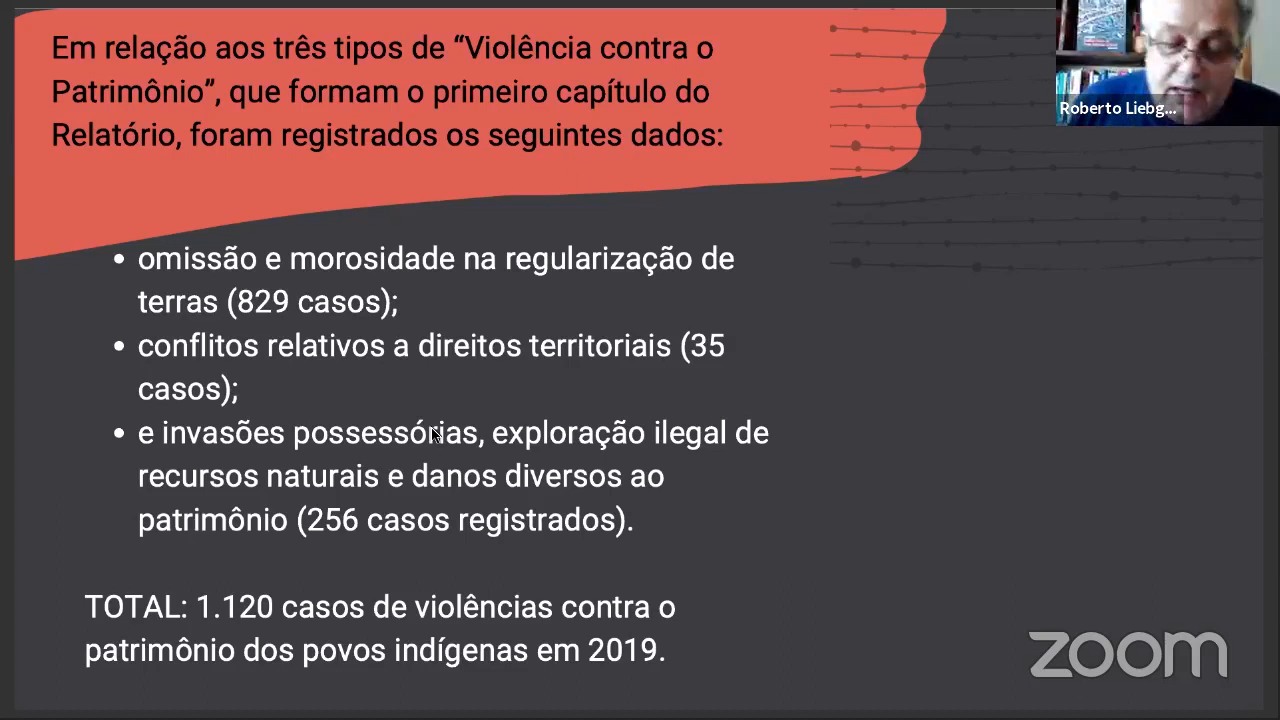 Em relação aos três tipos de “Violência contra o
Patrimônio”, que formam o primeiro capítulo do
Relatório, foram registrados os seguintes dados:
Roberto Liebg...
• omissão e morosidade na regularização de
terras (829 casos);
• conflitos relativos a direitos territoriais (35
casos);
• e invasões possessórias, exploração ilegal de
recursos naturais e danos diversos ao
patrimônio (256 casos registrados).
TOTAL: 1.120 casos de violências contra o
patrimônio dos povos indígenas em 2019.
zoom